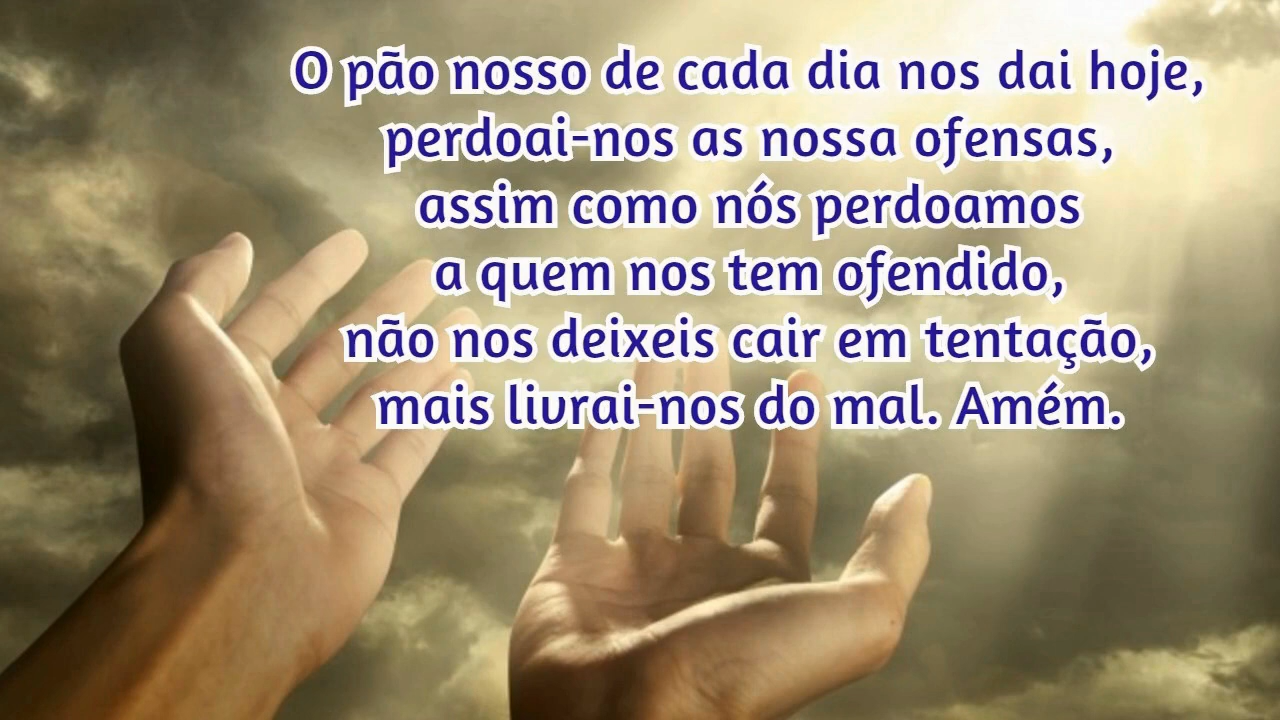 O pão nosso de cada dia nos dai hoje,
perdoai-nos as nossa ofensas,
assim como nós perdoamos
a quem nos tem ofendido,
não nos deixeis cair em tentação,
mais livrai-nos do mal. Amém.